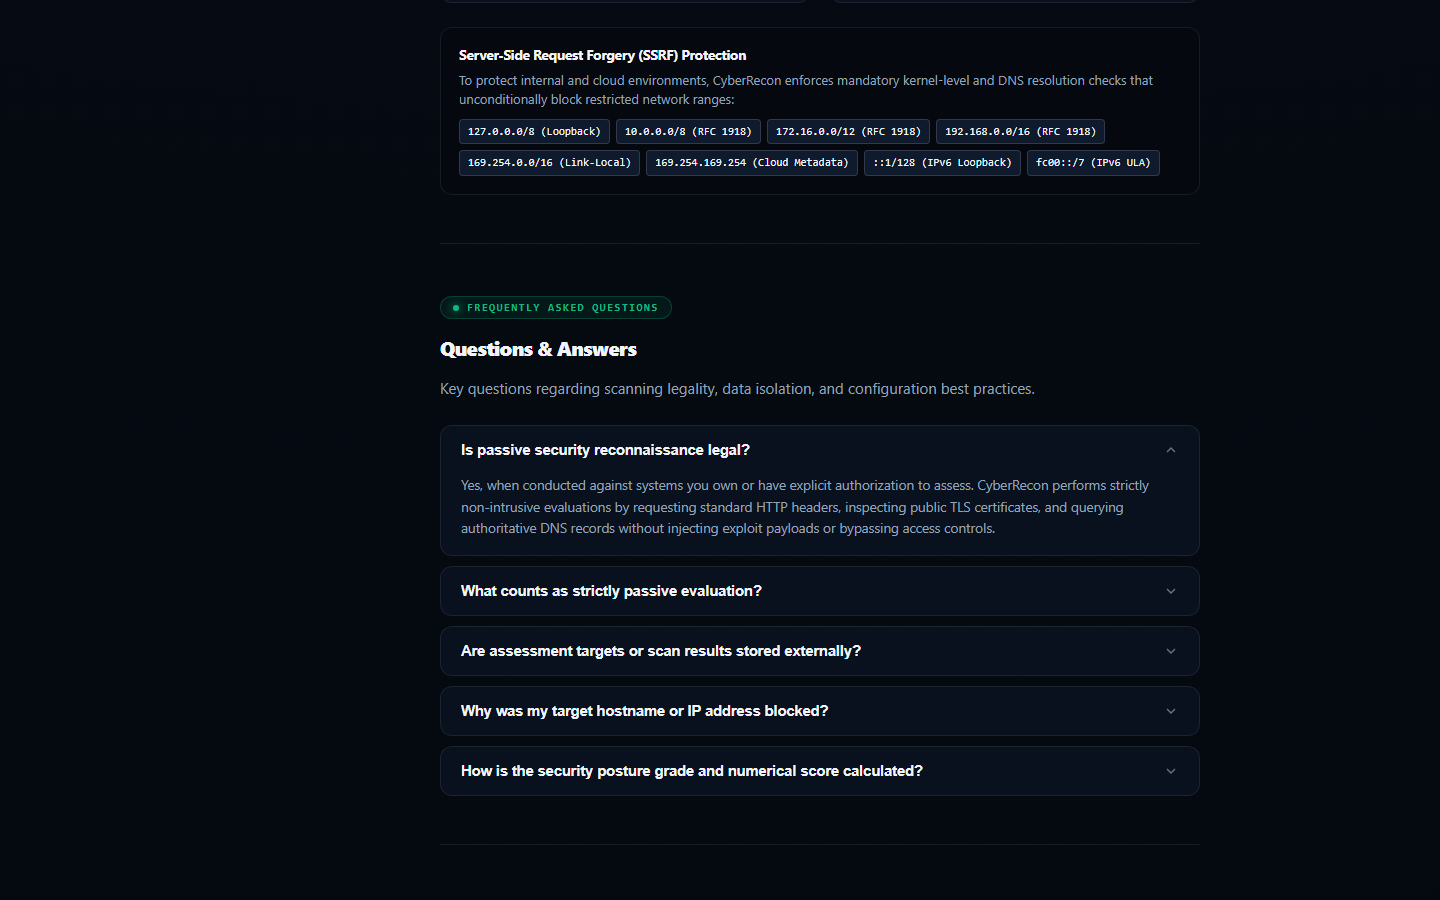 Server-Side Request Forgery (SSRF) Protection
To protect internal and cloud environments, CyberRecon enforces mandatory kernel-level and DNS resolution checks that
unconditionally block restricted network ranges:
127.0.0.0/8 (Loopback) 10.0.0.0/8 (RFC 1918) 172.16.0.0/12 (RFC 1918) 192.168.0.0/16 (RFC 1918)
169.254.0.0/16 (Link-Local) 169.254.169.254 (Cloud Metadata) ::1/128 (IPv6 Loopback) fc00::/7 (IPv6 ULA)
FREQUENTLY ASKED QUESTIONS
Questions & Answers
Key questions regarding scanning legality, data isolation, and configuration best practices.
Is passive security reconnaissance legal?
Yes, when conducted against systems you own or have explicit authorization to assess. CyberRecon performs strictly
non-intrusive evaluations by requesting standard HTTP headers, inspecting public TLS certificates, and querying
authoritative DNS records without injecting exploit payloads or bypassing access controls.
What counts as strictly passive evaluation?
Are assessment targets or scan results stored externally?
Why was my target hostname or IP address blocked?
How is the security posture grade and numerical score calculated?